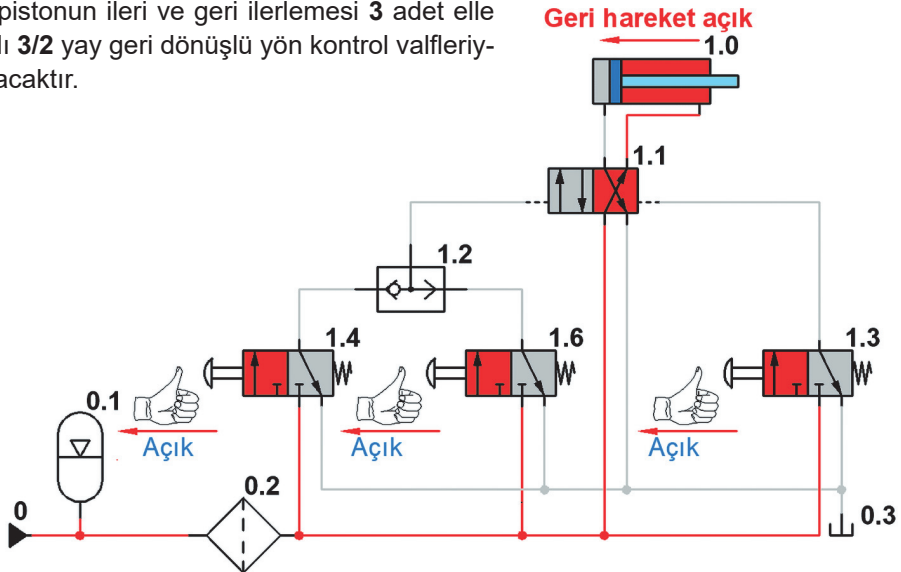 pistonun ileri ve geri ilerlemesi 3 adet elle
3/2 yay geri dönüşlü yön kontrol valfleriy-
Geri hareket açık
1.0
1.1
1.2
1.4
1.6
1.3
0.1
Açık
Açık
Açık
0.2
0
0.3